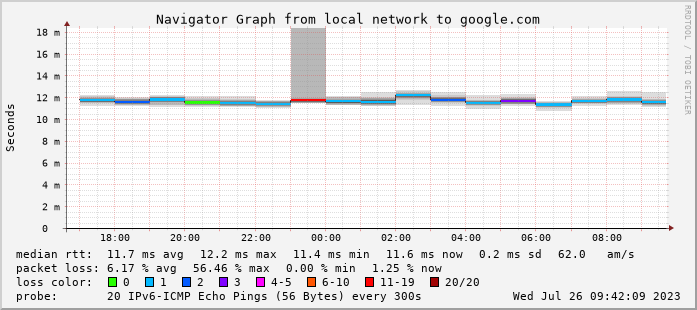 Navigator Graph from local network to google.com
RRDTOOL / TOBI OETIKER
Seconds
18 m
16 m
14 m
12 m
10 m
8 m
6 m
4 m
2 m
0
18:00 20:00 22:00 00:00 02:00 04:00 06:00 08:00
median rtt: 11.7 ms avg 12.2 ms max 11.4 ms min 11.6 ms now 0.2 ms sd 62.0 am/s
packet loss: 6.17 % avg 56.46 % max 0.00 % min 1.25 % now
loss color: 0 1 2 3 4-5 6-10 11-19 20/20
probe: 20 IPv6-ICMP Echo Pings (56 Bytes) every 300s Wed Jul 26 09:42:09 2023